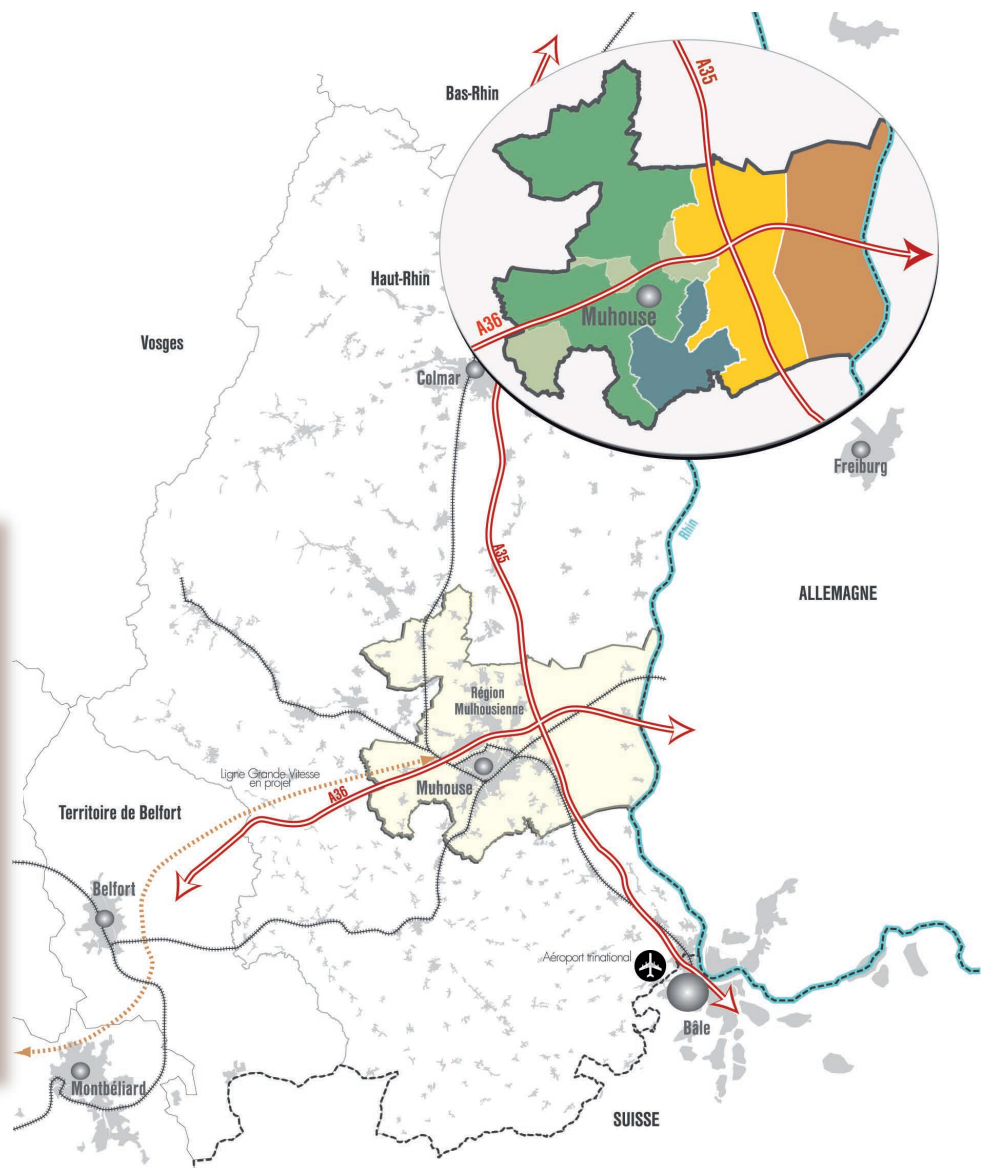 Bas-Rhin
A35
Haut-Rhin
A36
Muhouse
Vosges
Colmar
Freiburg
Rhin
A35
ALLEMAGNE
Région
Mulhousienne
Ligne Grande Vitesse
en projet
A36
Muhouse
Territoire de Belfort
Belfort
Aéroport trinational
Bâle
Montbéliard
SUISSE